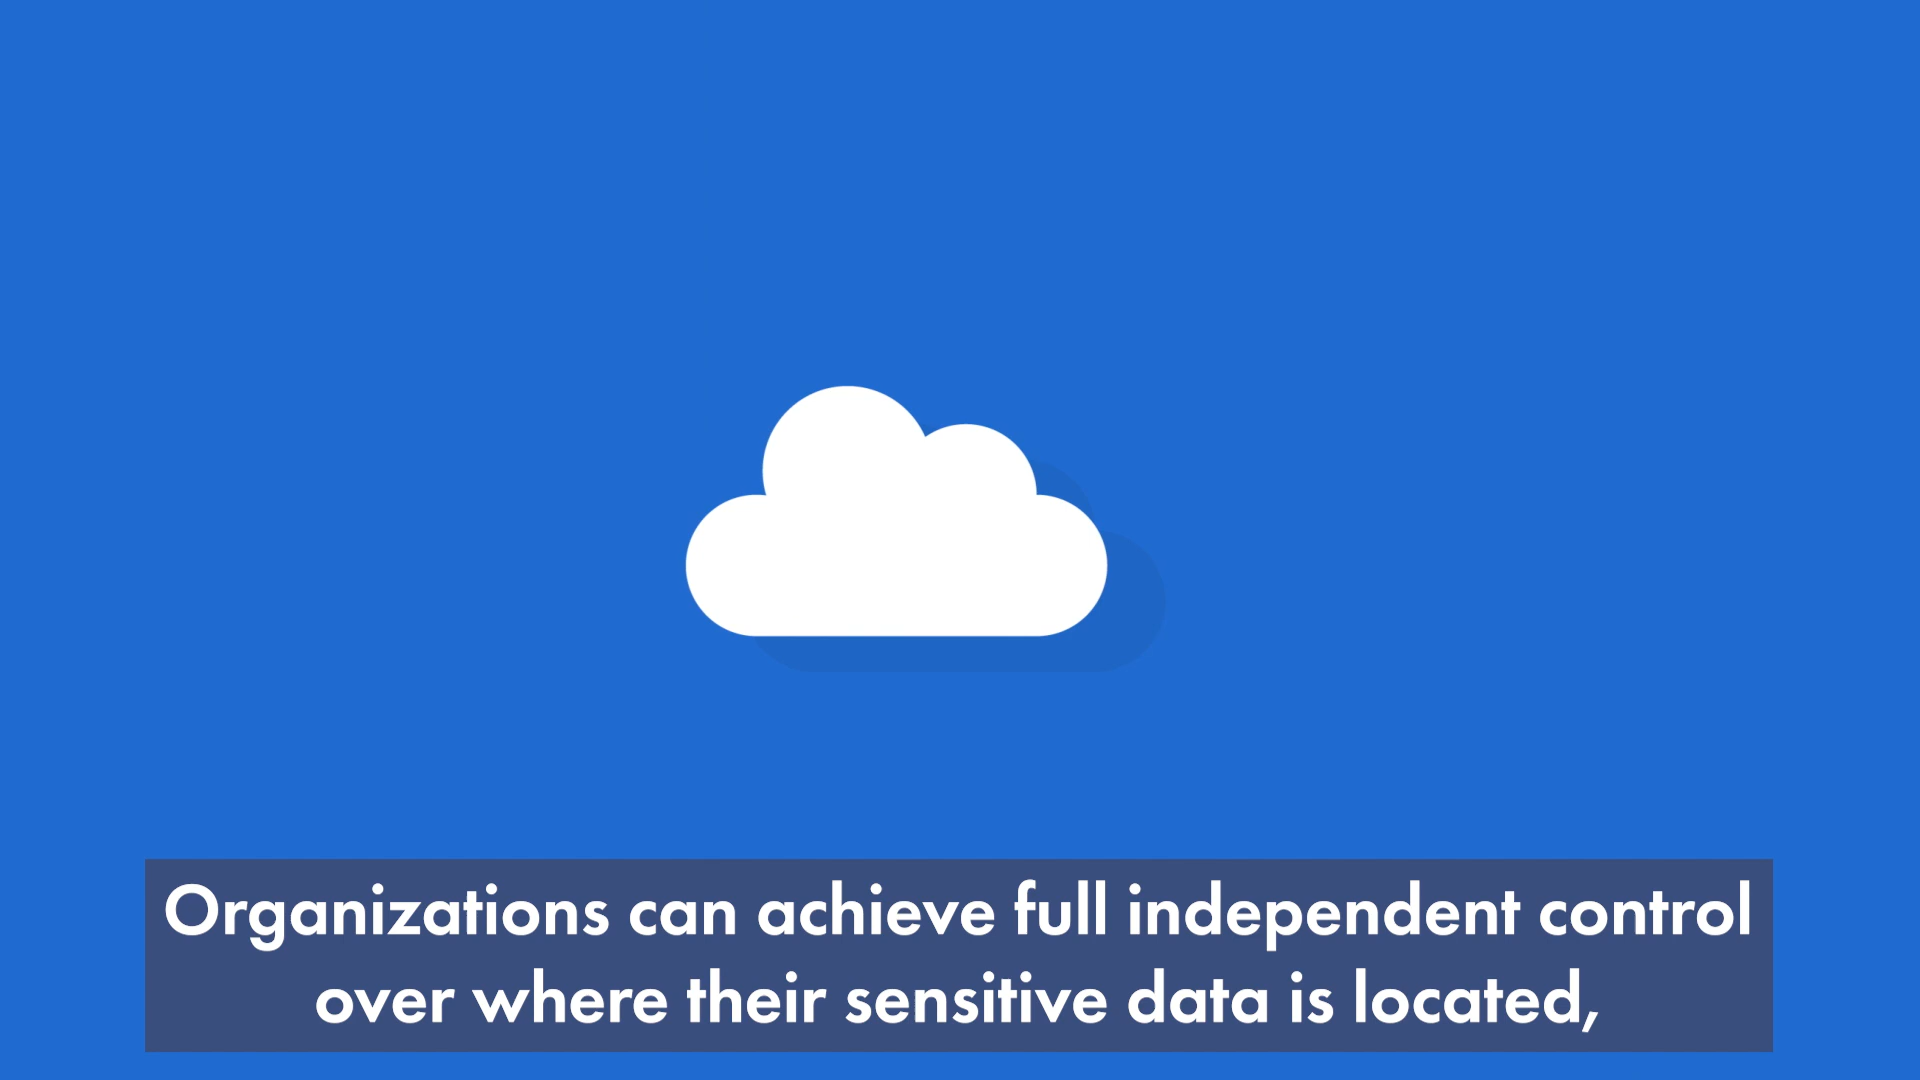 Organizations can achieve full independent control
over where their sensitive data is located,